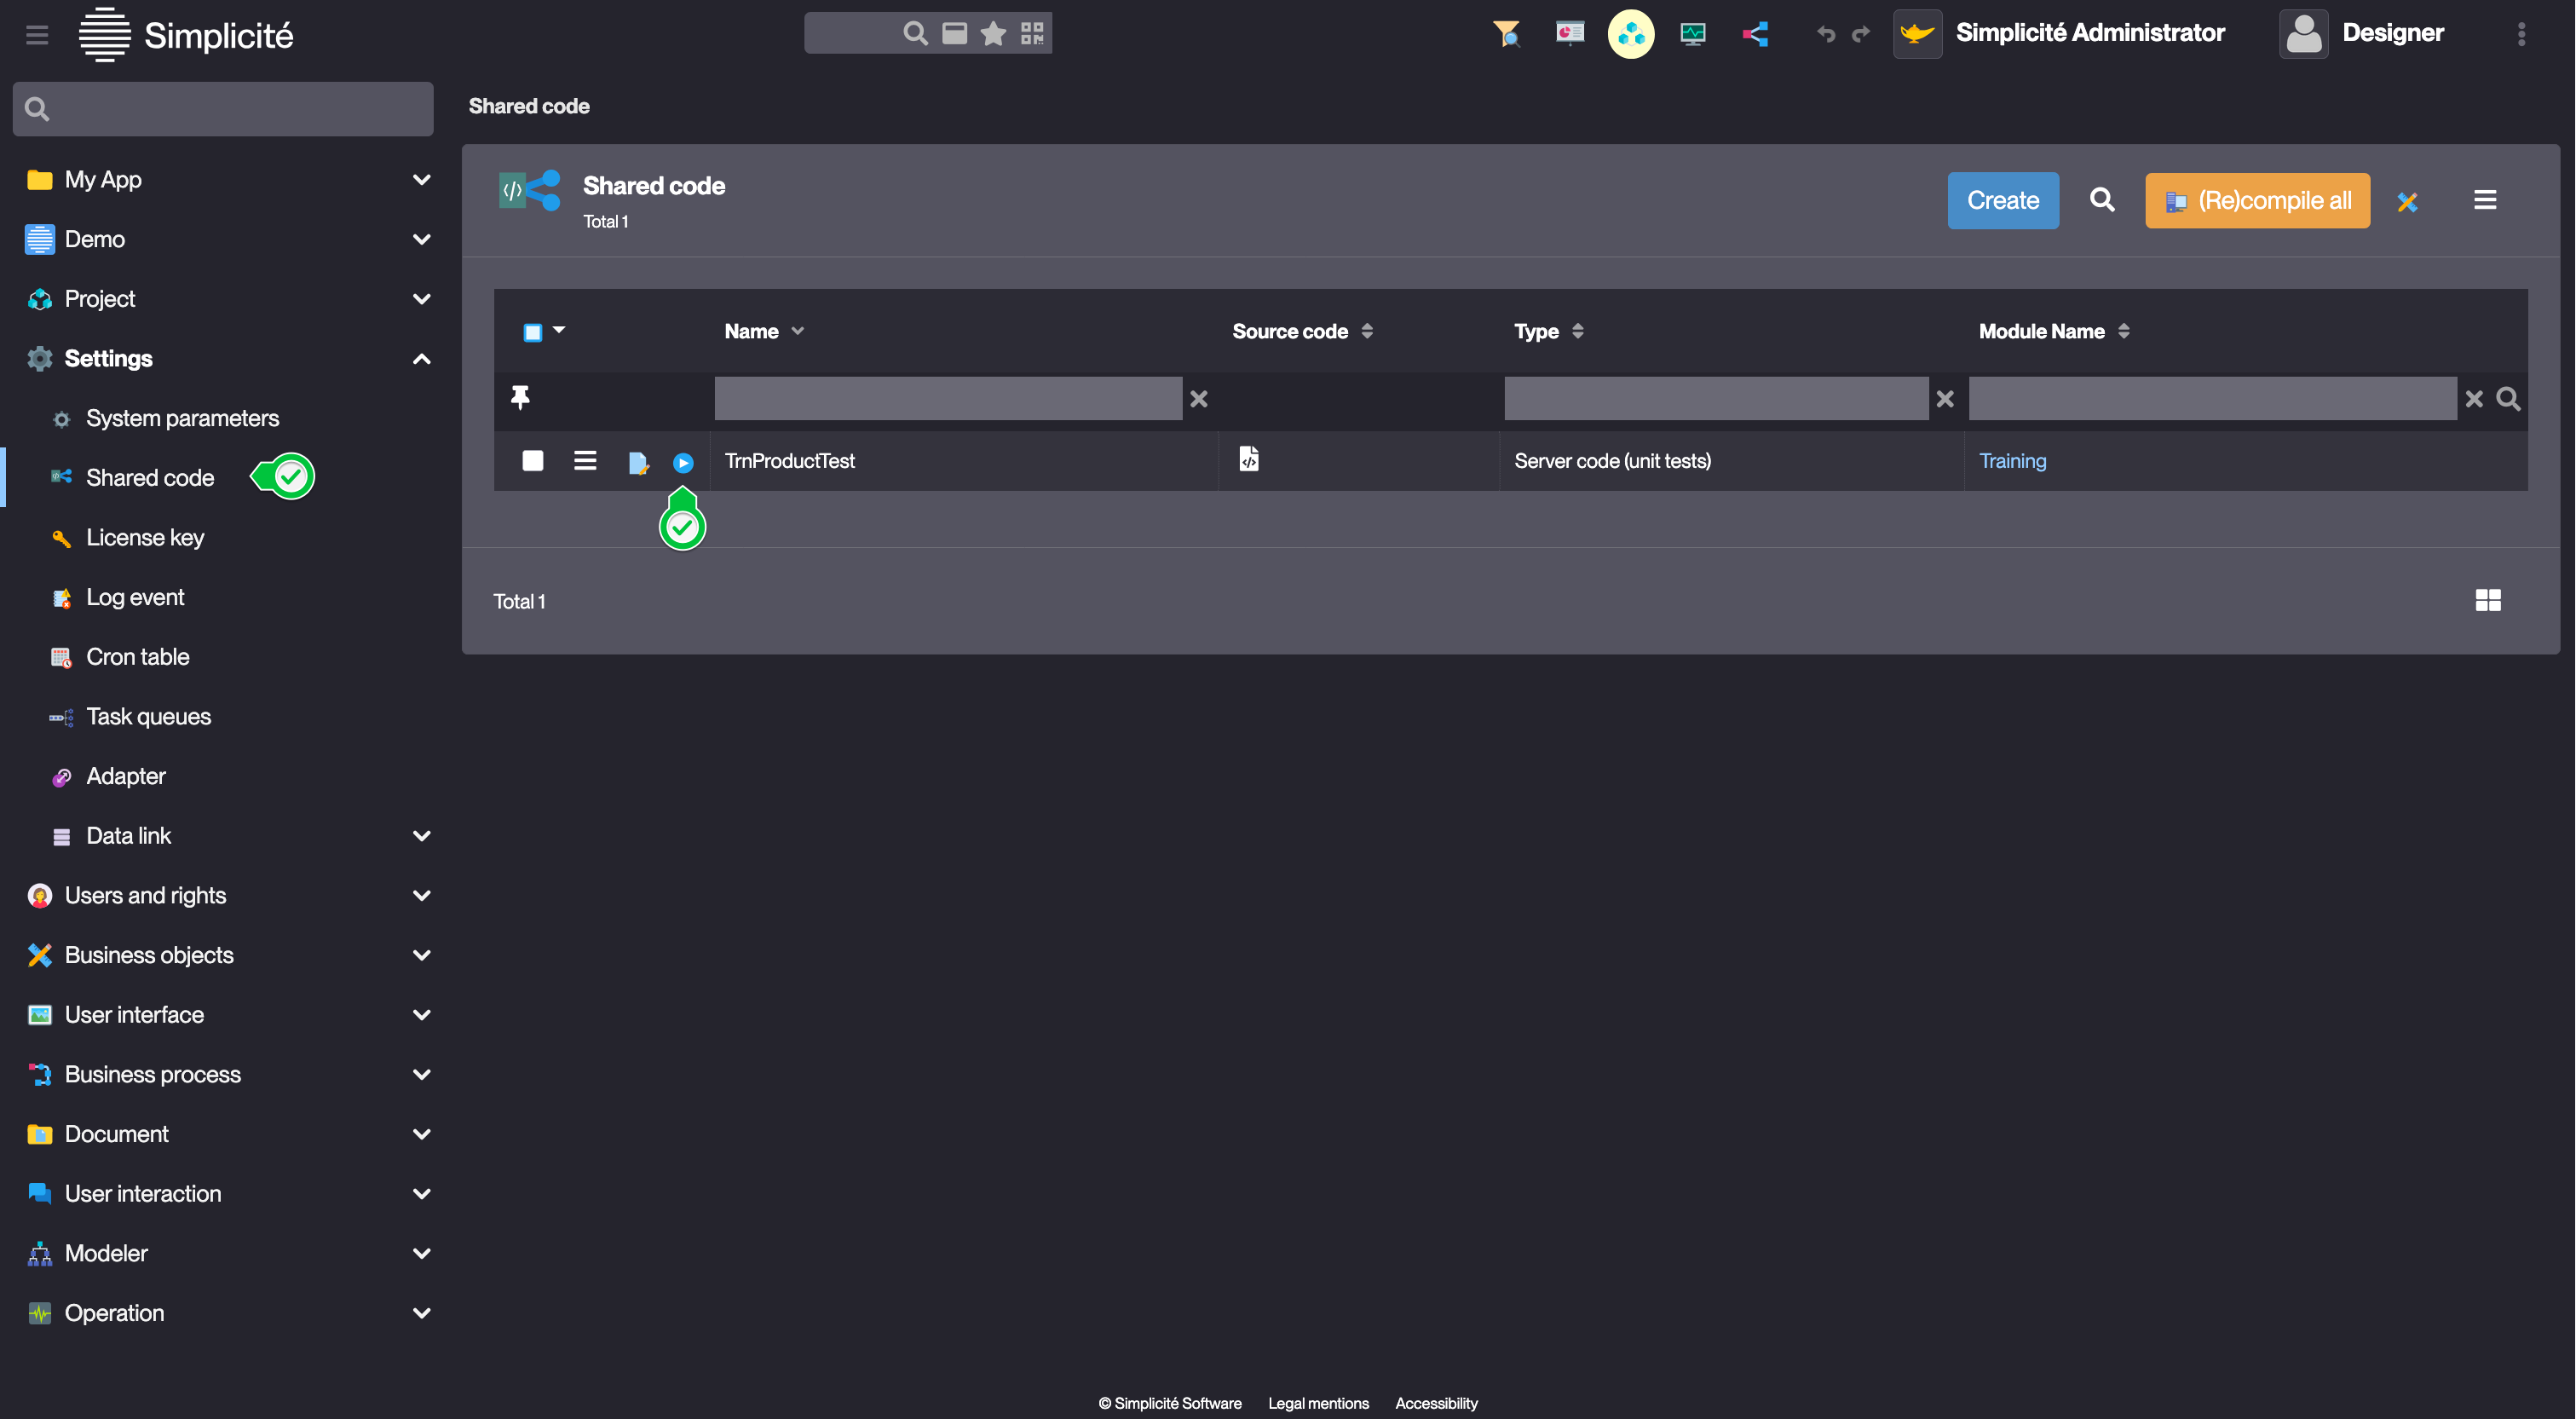 Simplicité
Simplicité Administrator
Designer
Shared code
My App
Demo
Project
Settings
System parameters
Shared code
License key
Log event
Cron table
Task queues
Adapter
Data link
Users and rights
Business objects
User interface
Business process
Document
User interaction
Modeler
Operation
Shared code
Total 1
Create
(Re)compile all
Name Source code Type Module Name
TrnProductTest Server code (unit tests) Training
Total 1
© Simplicité Software Legal mentions Accessibility